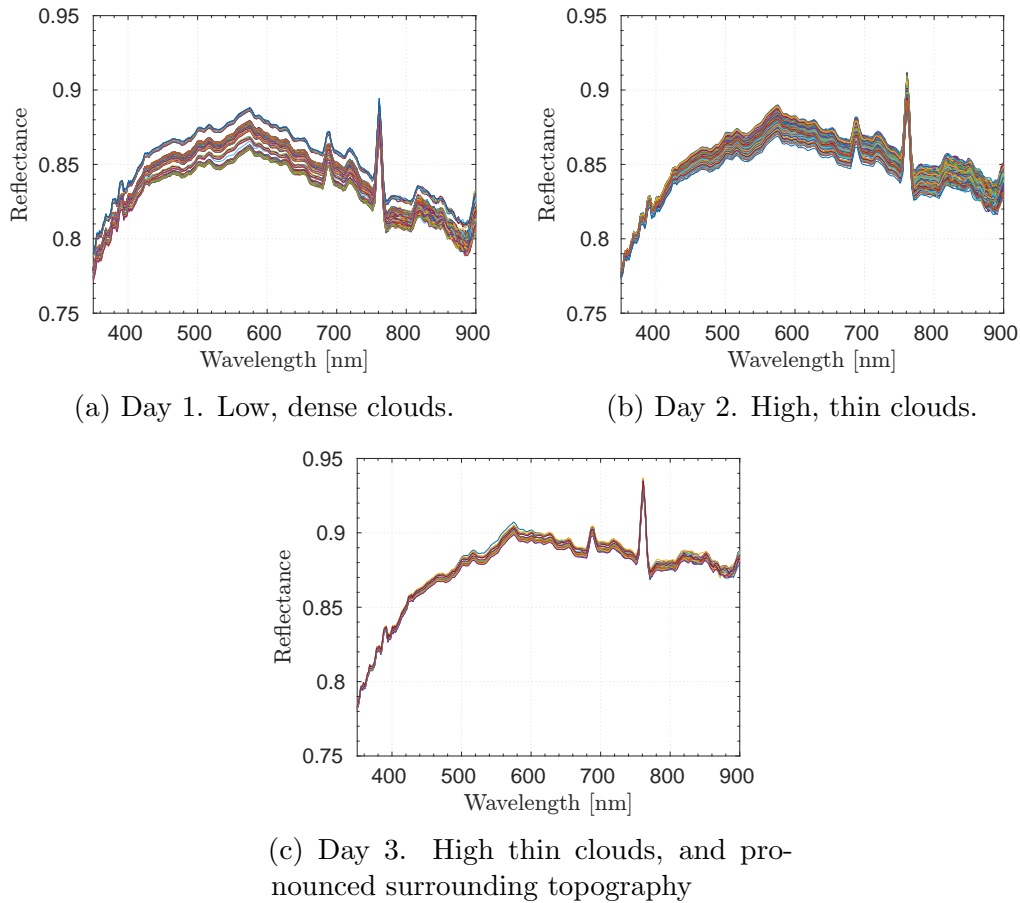 0.95
0.9
0.85
0.8
0.75
Reflectance
400 500 600 700 800 900
Wavelength [nm]
(a) Day 1. Low, dense clouds.
0.95
0.9
0.85
0.8
0.75
Reflectance
400 500 600 700 800 900
Wavelength [nm]
(b) Day 2. High, thin clouds.
0.95
0.9
0.85
0.8
0.75
Reflectance
400 500 600 700 800 900
Wavelength [nm]
(c) Day 3. High thin clouds, and pro-
nounced surrounding topography